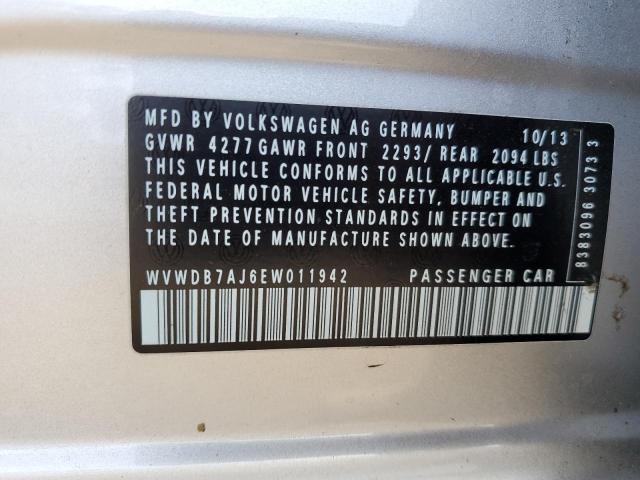 MFD BY VOLKSWAGEN AG GERMANY 10/13
GVWR 4277 GAWR FRONT 2293/ REAR 2094 LBS
THIS VEHICLE CONFORMS TO ALL APPLICABLE U.S.
FEDERAL MOTOR VEHICLE SAFETY, BUMPER AND
THEFT PREVENTION STANDARDS IN EFFECT ON
THE DATE OF MANUFACTURE SHOWN ABOVE.
WVWDB7AJ6EW011942 PASSENGER CAR
8383096 3073 3